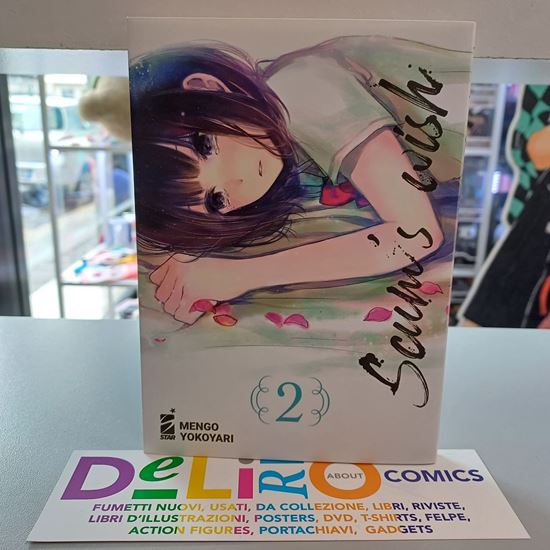 Scum's wish
2
STAR
MENGO
YOKOYARI
DeLiRIO
ABOUT
COMICS
FUMETTI NUOVI, USATI, DA COLLEZIONE, LIBRI, RIVISTE,
LIBRI D'ILLUSTRAZIONI, POSTERS, DVD, T-SHIRTS, FELPE,
ACTION FIGURES, PORTACHIAVI, GADGETS